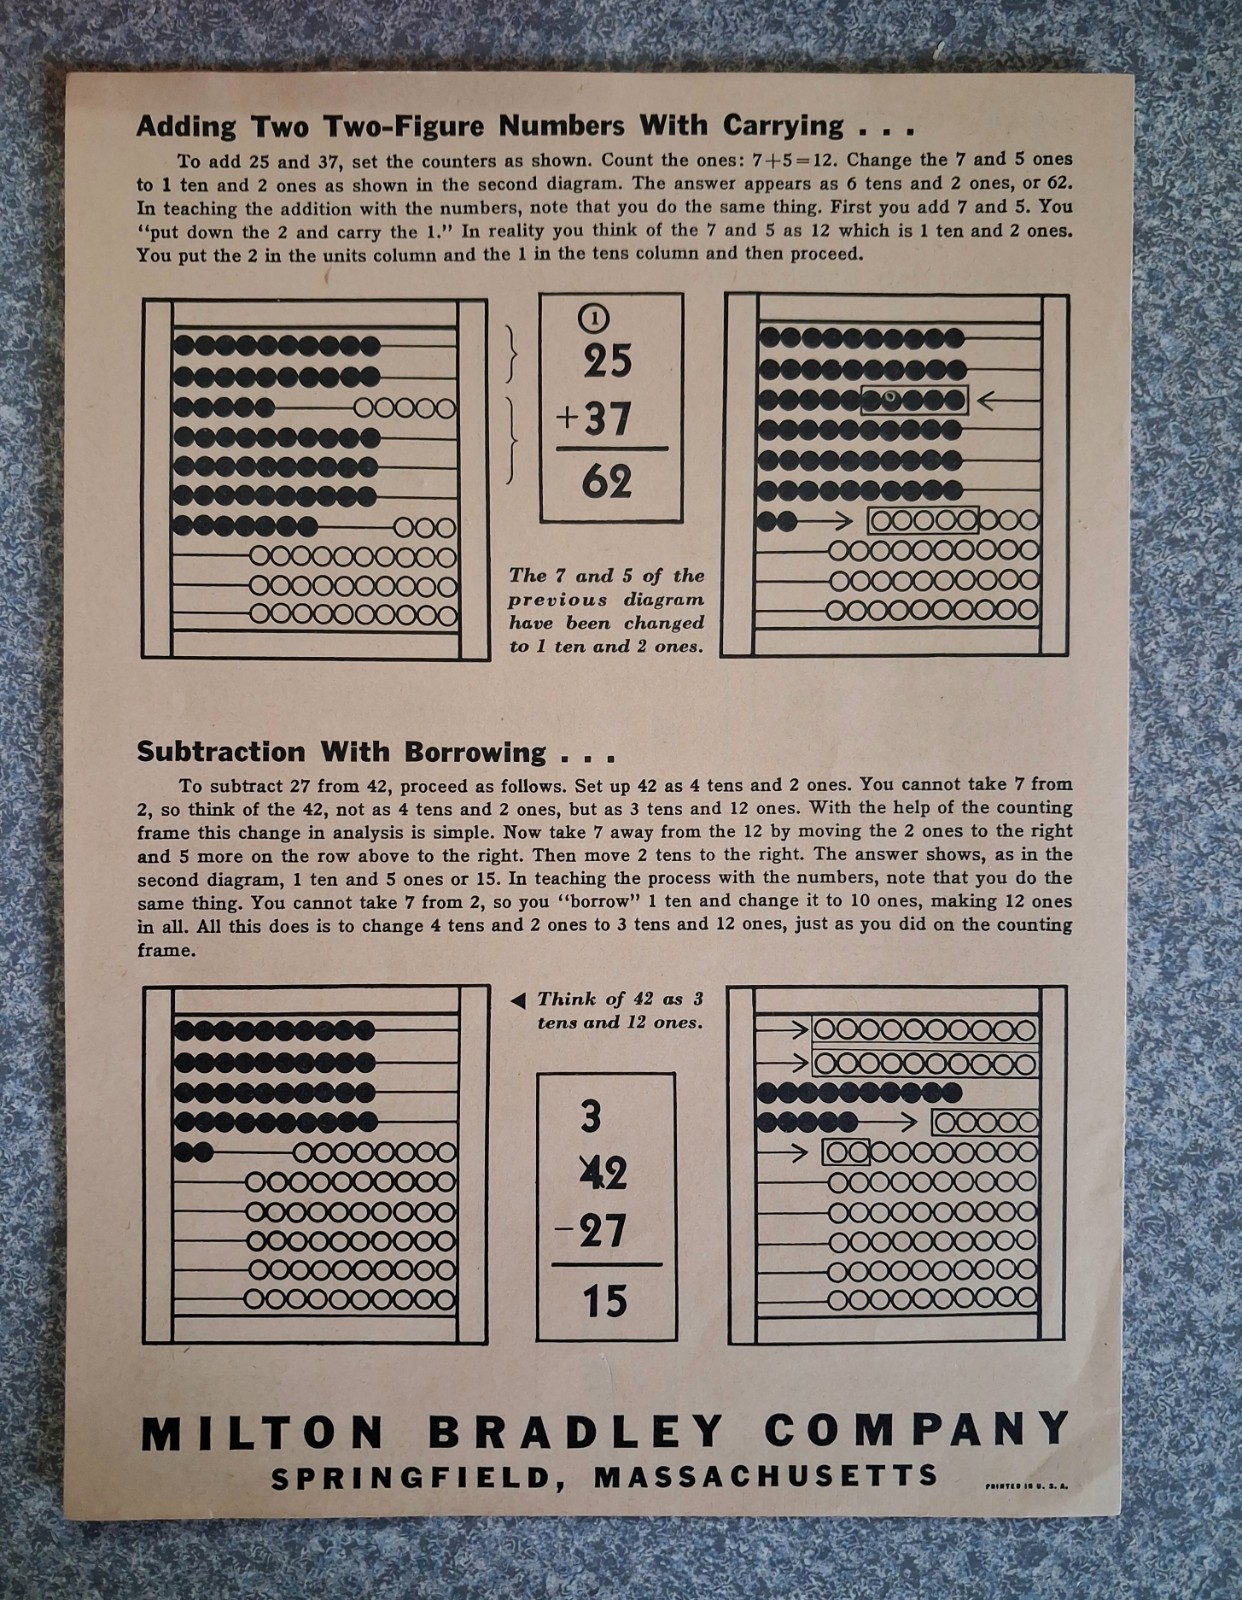 Adding Two Two-Figure Numbers With Carrying . . .
To add 25 and 37, set the counters as shown. Count the ones: 7+5=12. Change the 7 and 5 ones
to 1 ten and 2 ones as shown in the second diagram. The answer appears as 6 tens and 2 ones, or 62.
In teaching the addition with the numbers, note that you do the same thing. First you add 7 and 5. You
“put down the 2 and carry the 1.” In reality you think of the 7 and 5 as 12 which is 1 ten and 2 ones.
You put the 2 in the units column and the 1 in the tens column and then proceed.
1
25
+37
62
The 7 and 5 of the
previous diagram
have been changed
to 1 ten and 2 ones.
Subtraction With Borrowing . . .
To subtract 27 from 42, proceed as follows. Set up 42 as 4 tens and 2 ones. You cannot take 7 from
2, so think of the 42, not as 4 tens and 2 ones, but as 3 tens and 12 ones. With the help of the counting
frame this change in analysis is simple. Now take 7 away from the 12 by moving the 2 ones to the right
and 5 more on the row above to the right. Then move 2 tens to the right. The answer shows, as in the
second diagram, 1 ten and 5 ones or 15. In teaching the process with the numbers, note that you do the
same thing. You cannot take 7 from 2, so you “borrow” 1 ten and change it to 10 ones, making 12 ones
in all. All this does is to change 4 tens and 2 ones to 3 tens and 12 ones, just as you did on the counting
frame.
Think of 42 as 3
tens and 12 ones.
3
42
-27
15
MILTON BRADLEY COMPANY
SPRINGFIELD, MASSACHUSETTS
PRINTED IN U. S. A.